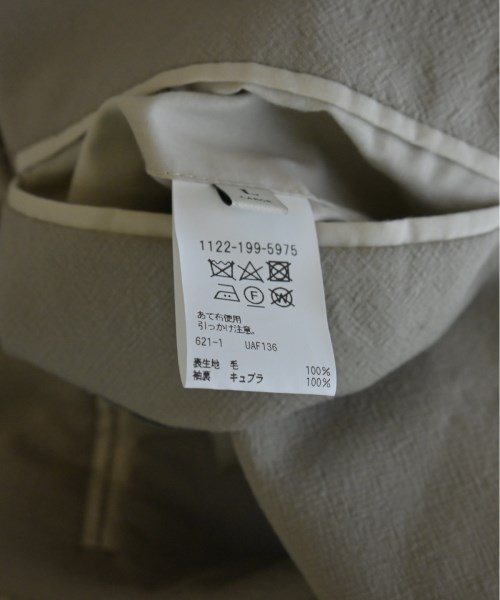 L
1122-199-5975
あて布使用
引っかけ注意。
621-1 UAF136
表生地 毛 100%
袖裏 キュプラ 100%